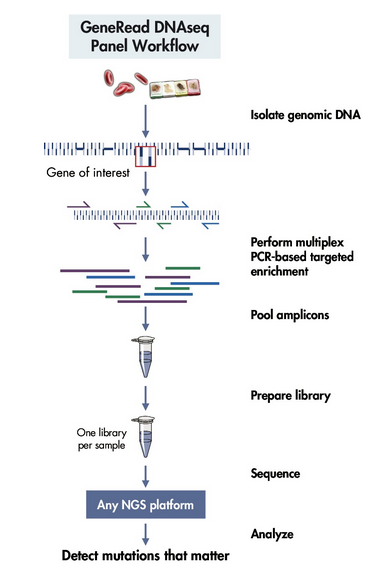 GeneRead DNAseq
Panel Workflow
Isolate genomic DNA
Gene of interest
Perform multiplex
PCR-based targeted
enrichment
Pool amplicons
Prepare library
One library
per sample
Sequence
Any NGS platform
Analyze
Detect mutations that matter